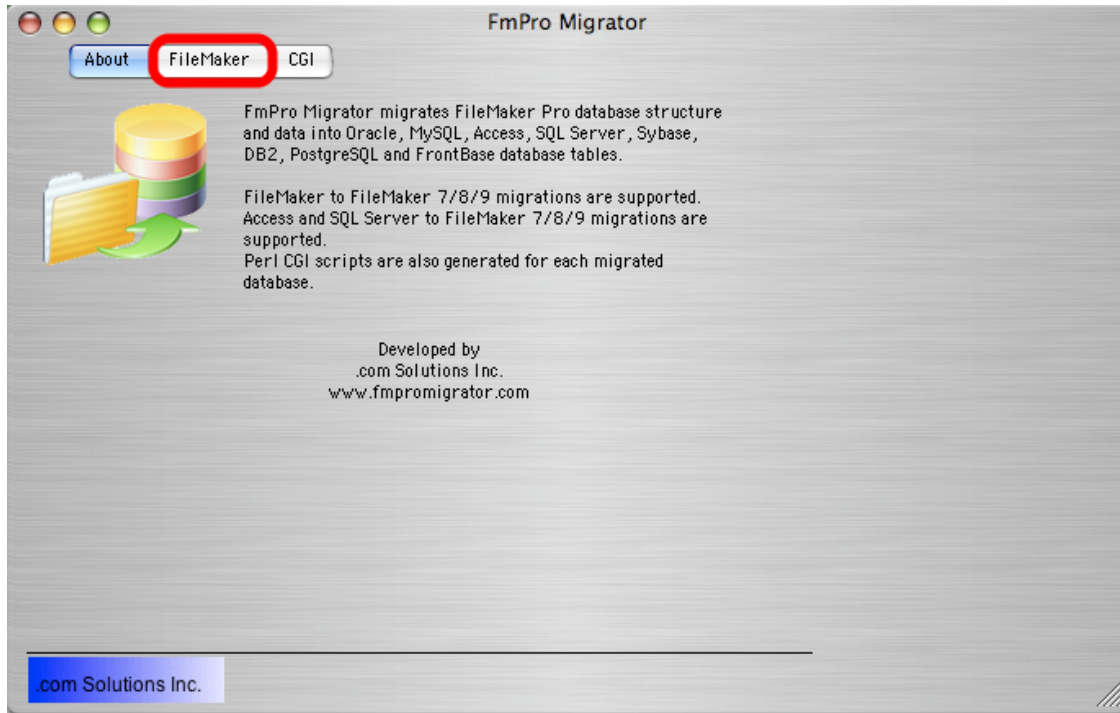 FmPro Migrator
About FileMaker CGI
FmPro Migrator migrates FileMaker Pro database structure
and data into Oracle, MySQL, Access, SQL Server, Sybase,
DB2, PostgreSQL and FrontBase database tables.
FileMaker to FileMaker 7/8/9 migrations are supported.
Access and SQL Server to FileMaker 7/8/9 migrations are
supported.
Perl CGI scripts are also generated for each migrated
database.
Developed by
.com Solutions Inc.
www.fmpromigrator.com
.com Solutions Inc.